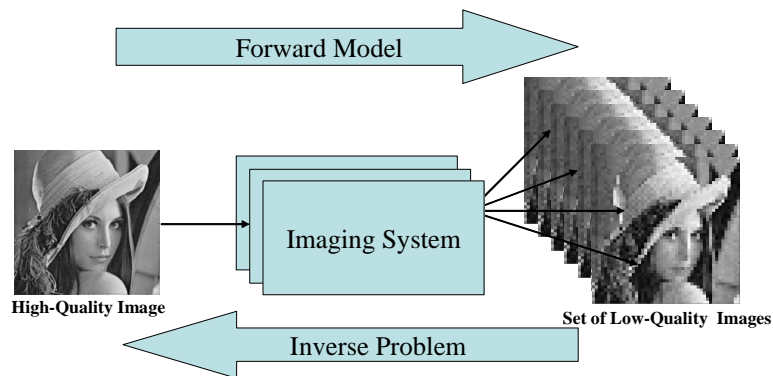 Forward Model
Imaging System
High-Quality Image
Set of Low-Quality Images
Inverse Problem